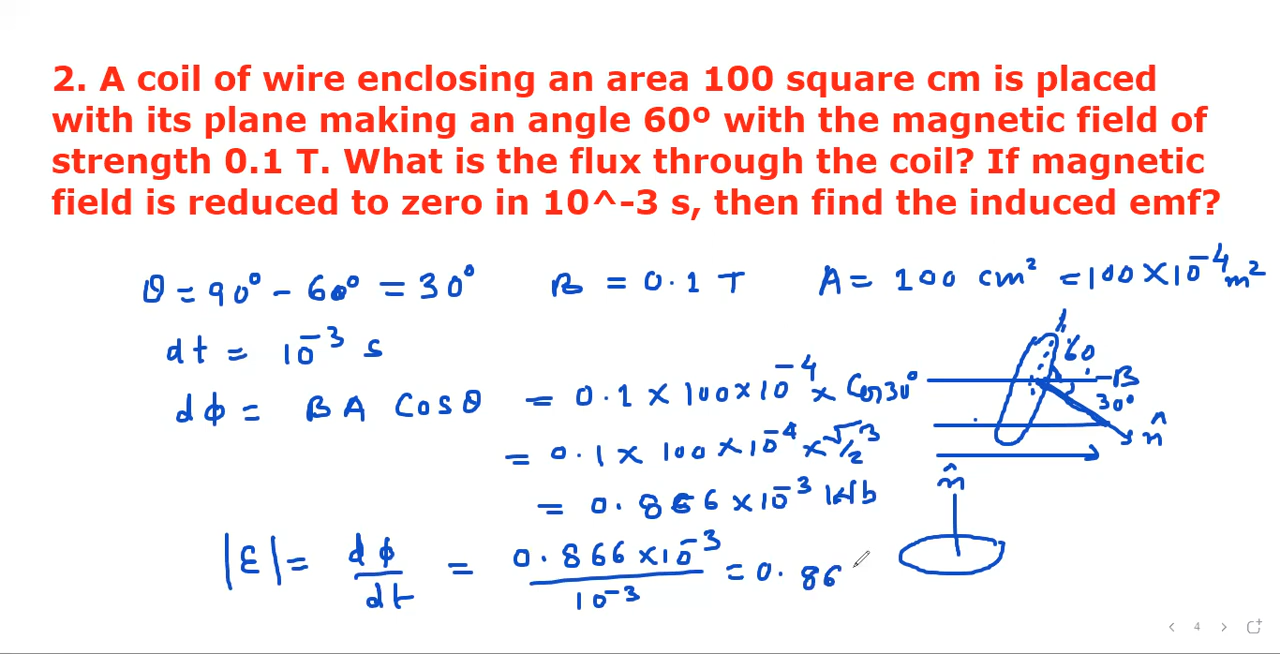 2. A coil of wire enclosing an area 100 square cm is placed
with its plane making an angle 60º with the magnetic field of
strength 0.1 T. What is the flux through the coil? If magnetic
field is reduced to zero in 10^-3 s, then find the induced emf?
θ = 90° - 60° = 30° B = 0.1 T A = 100 cm² = 100 × 10⁻⁴ m²
dt = 10⁻³ s
dϕ = B A Cos θ = 0.1 × 100 × 10⁻⁴ × Cos 30°
= 0.1 × 100 × 10⁻⁴ × √3/2
= 0.866 × 10⁻³ Wb
|ε| = dϕ/dt = 0.866 × 10⁻³ / 10⁻³ = 0.86
60
B
30°
n̂
n̂
4